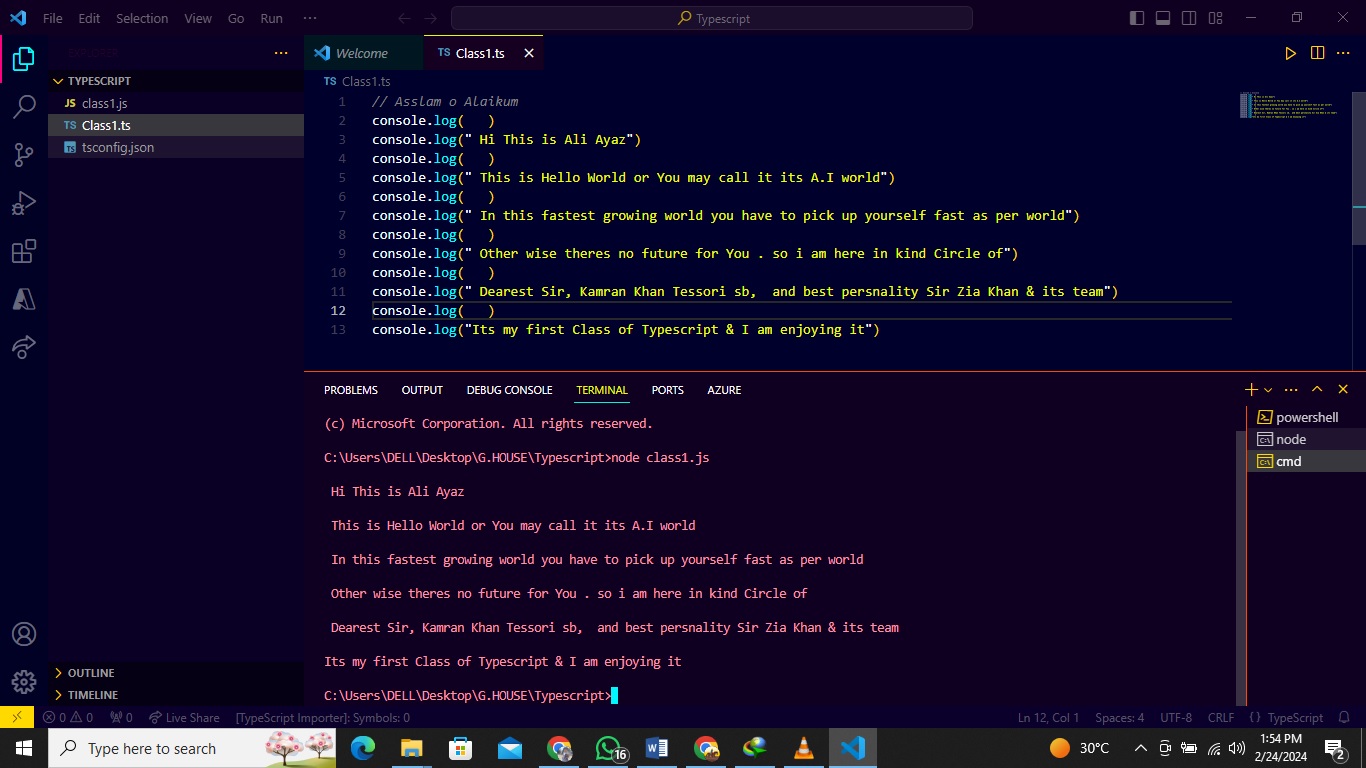 File Edit Selection View Go Run ··· Typescript
EXPLORER ···
Welcome TS Class1.ts
TYPESCRIPT
JS class1.js
TS Class1.ts
tsconfig.json
TS Class1.ts
1 // Asslam o Alaikum
2 console.log(   )
3 console.log(" Hi This is Ali Ayaz")
4 console.log(   )
5 console.log(" This is Hello World or You may call it its A.I world")
6 console.log(   )
7 console.log(" In this fastest growing world you have to pick up yourself fast as per world")
8 console.log(   )
9 console.log(" Other wise theres no future for You . so i am here in kind Circle of")
10 console.log(   )
11 console.log(" Dearest Sir, Kamran Khan Tessori sb,  and best persnality Sir Zia Khan & its team")
12 console.log(   )
13 console.log("Its my first Class of Typescript & I am enjoying it")
PROBLEMS OUTPUT DEBUG CONSOLE TERMINAL PORTS AZURE
(c) Microsoft Corporation. All rights reserved.
C:\Users\DELL\Desktop\G.HOUSE\Typescript>node class1.js
Hi This is Ali Ayaz
This is Hello World or You may call it its A.I world
In this fastest growing world you have to pick up yourself fast as per world
Other wise theres no future for You . so i am here in kind Circle of
Dearest Sir, Kamran Khan Tessori sb,  and best persnality Sir Zia Khan & its team
Its my first Class of Typescript & I am enjoying it
C:\Users\DELL\Desktop\G.HOUSE\Typescript>
powershell
node
cmd
OUTLINE
TIMELINE
0 0 0 Live Share [TypeScript Importer]: Symbols: 0 Ln 12, Col 1 Spaces: 4 UTF-8 CRLF {} TypeScript
Type here to search 16 30°C 1:54 PM
2/24/2024 2